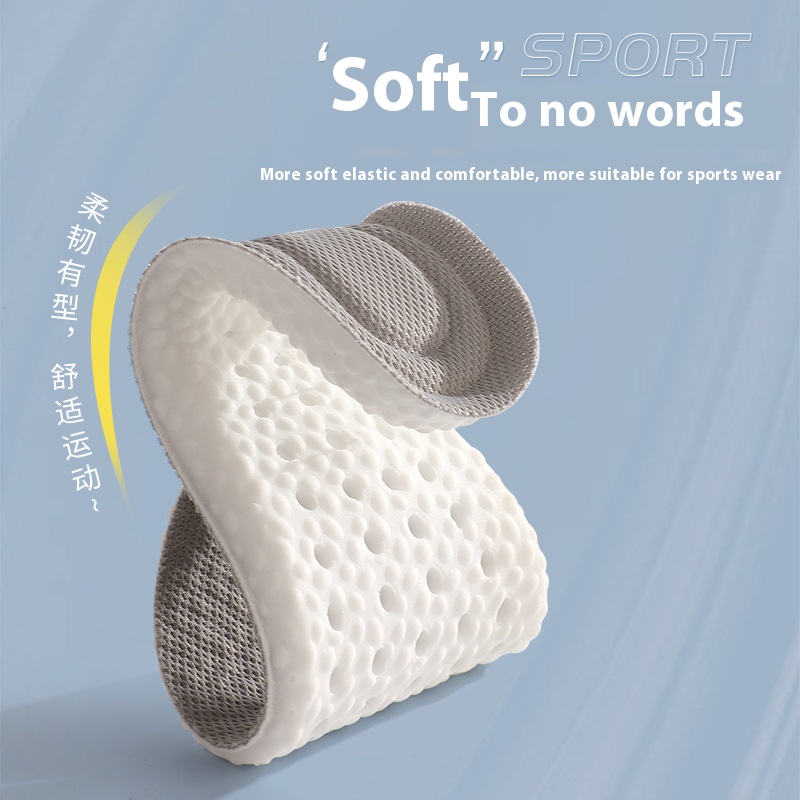 ‘Soft” SPORT
To no words
More soft elastic and comfortable, more suitable for sports wear
柔韧有型，舒适运动~